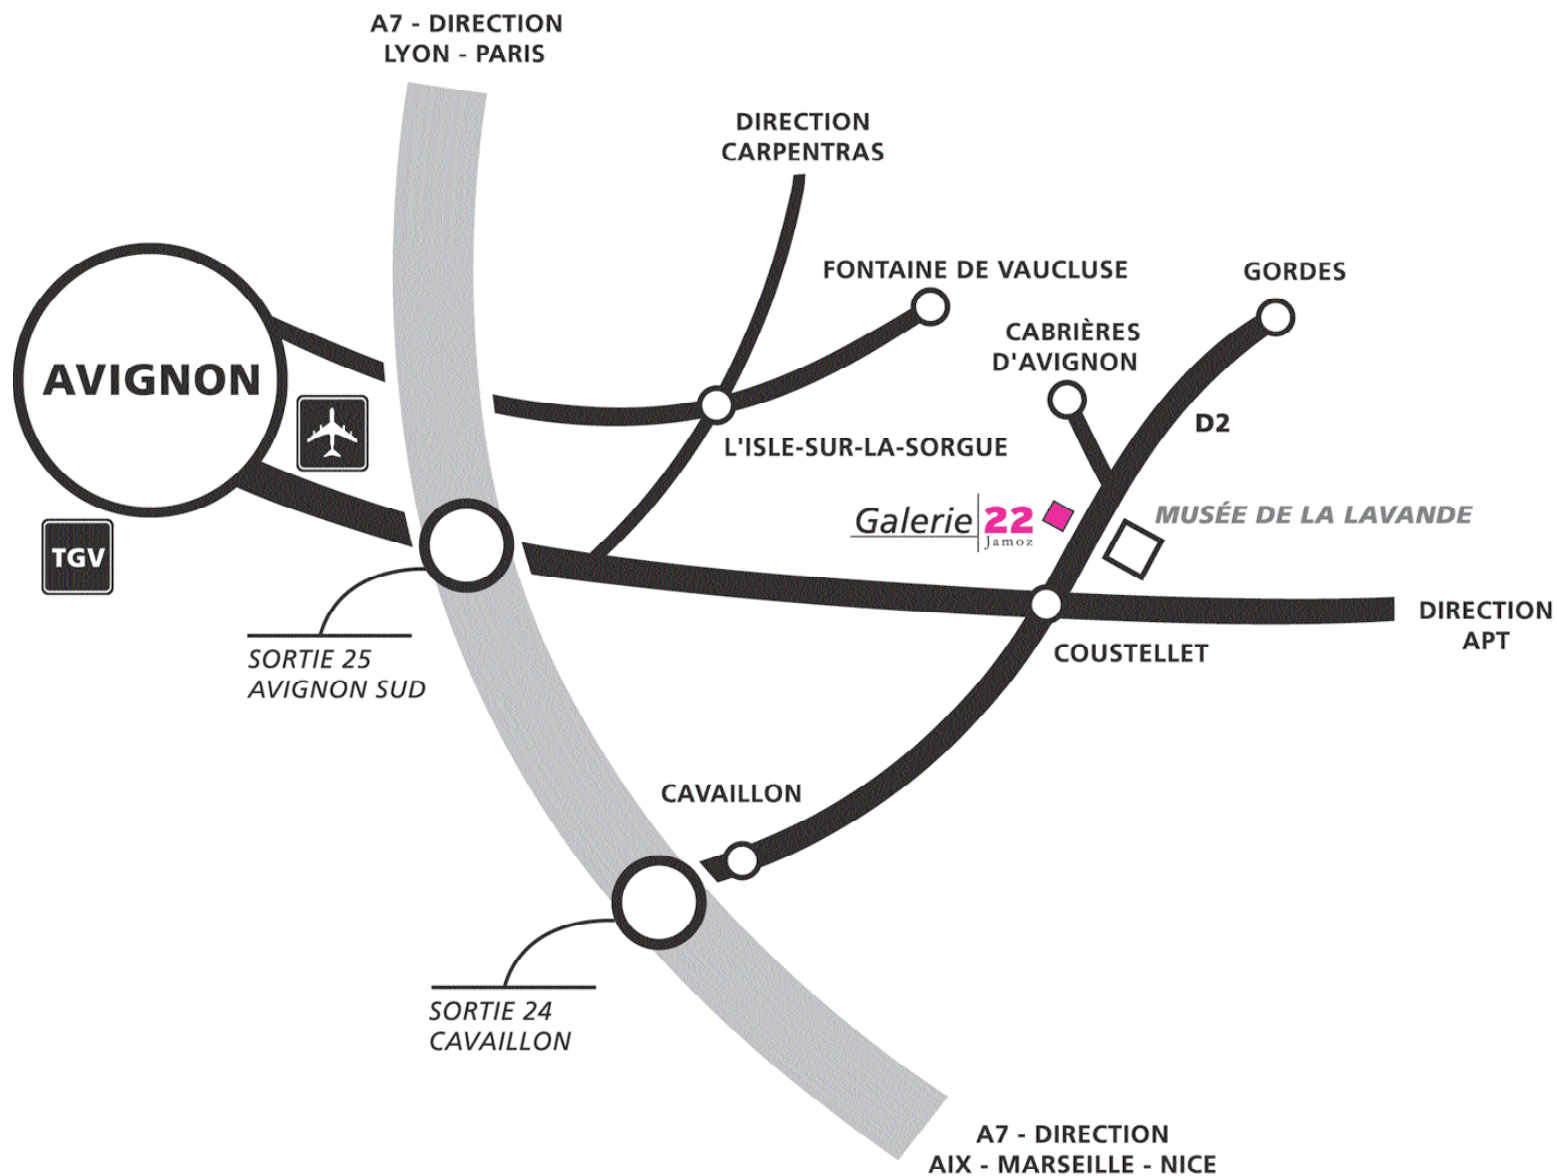 A7 - DIRECTION
LYON - PARIS
DIRECTION
CARPENTRAS
FONTAINE DE VAUCLUSE
GORDES
CABRIÈRES
D'AVIGNON
AVIGNON
D2
L'ISLE-SUR-LA-SORGUE
Galerie 22
Jamoz
MUSÉE DE LA LAVANDE
TGV
DIRECTION
APT
COUSTELLET
SORTIE 25
AVIGNON SUD
CAVAILLON
SORTIE 24
CAVAILLON
A7 - DIRECTION
AIX - MARSEILLE - NICE